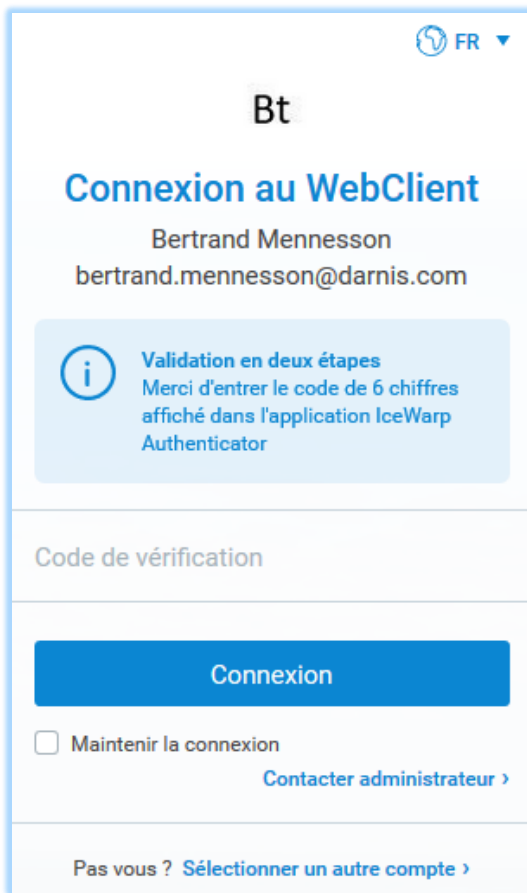 FR
Bt
Connexion au WebClient
Bertrand Mennesson
bertrand.mennesson@darnis.com
Validation en deux étapes
Merci d'entrer le code de 6 chiffres
affiché dans l'application IceWarp
Authenticator
Code de vérification
Connexion
Maintenir la connexion
Contacter administrateur ›
Pas vous ? Sélectionner un autre compte ›